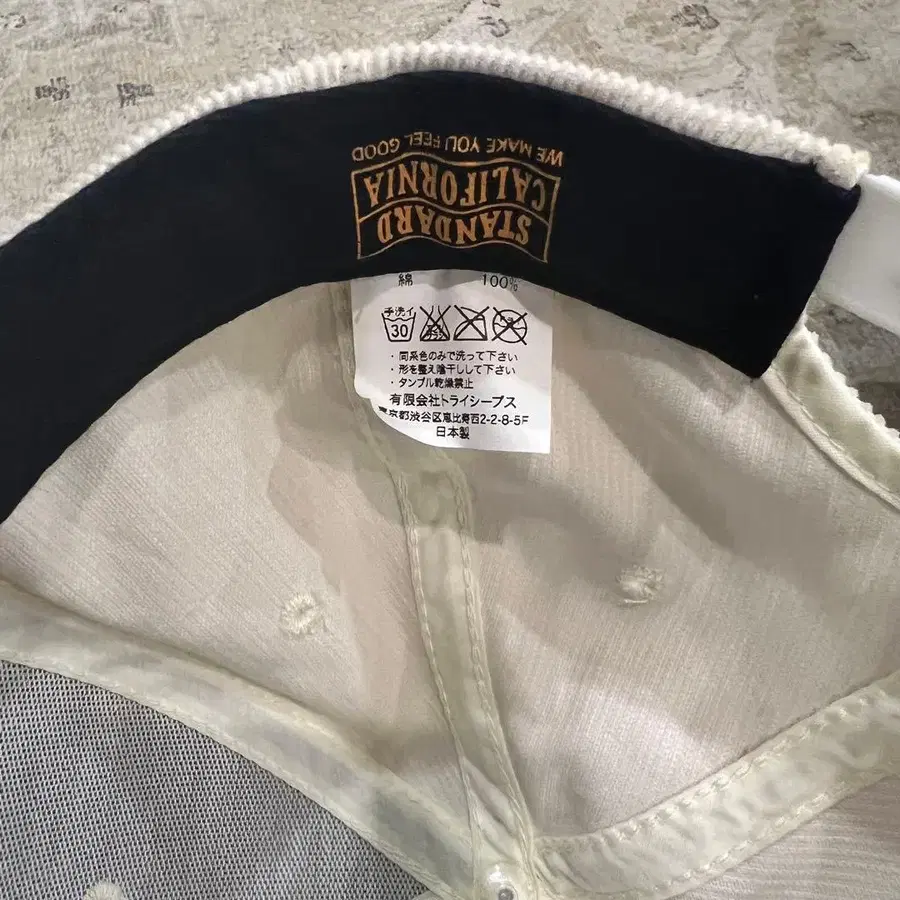 STANDARD
CALIFORNIA
WE MAKE YOU FEEL GOOD
綿 100%
手洗イ
30
・同系色のみで洗って下さい
・形を整え陰干しして下さい
・タンブル乾燥禁止
有限会社トライシープス
東京都渋谷区恵比寿西2-2-8-5F
日本製